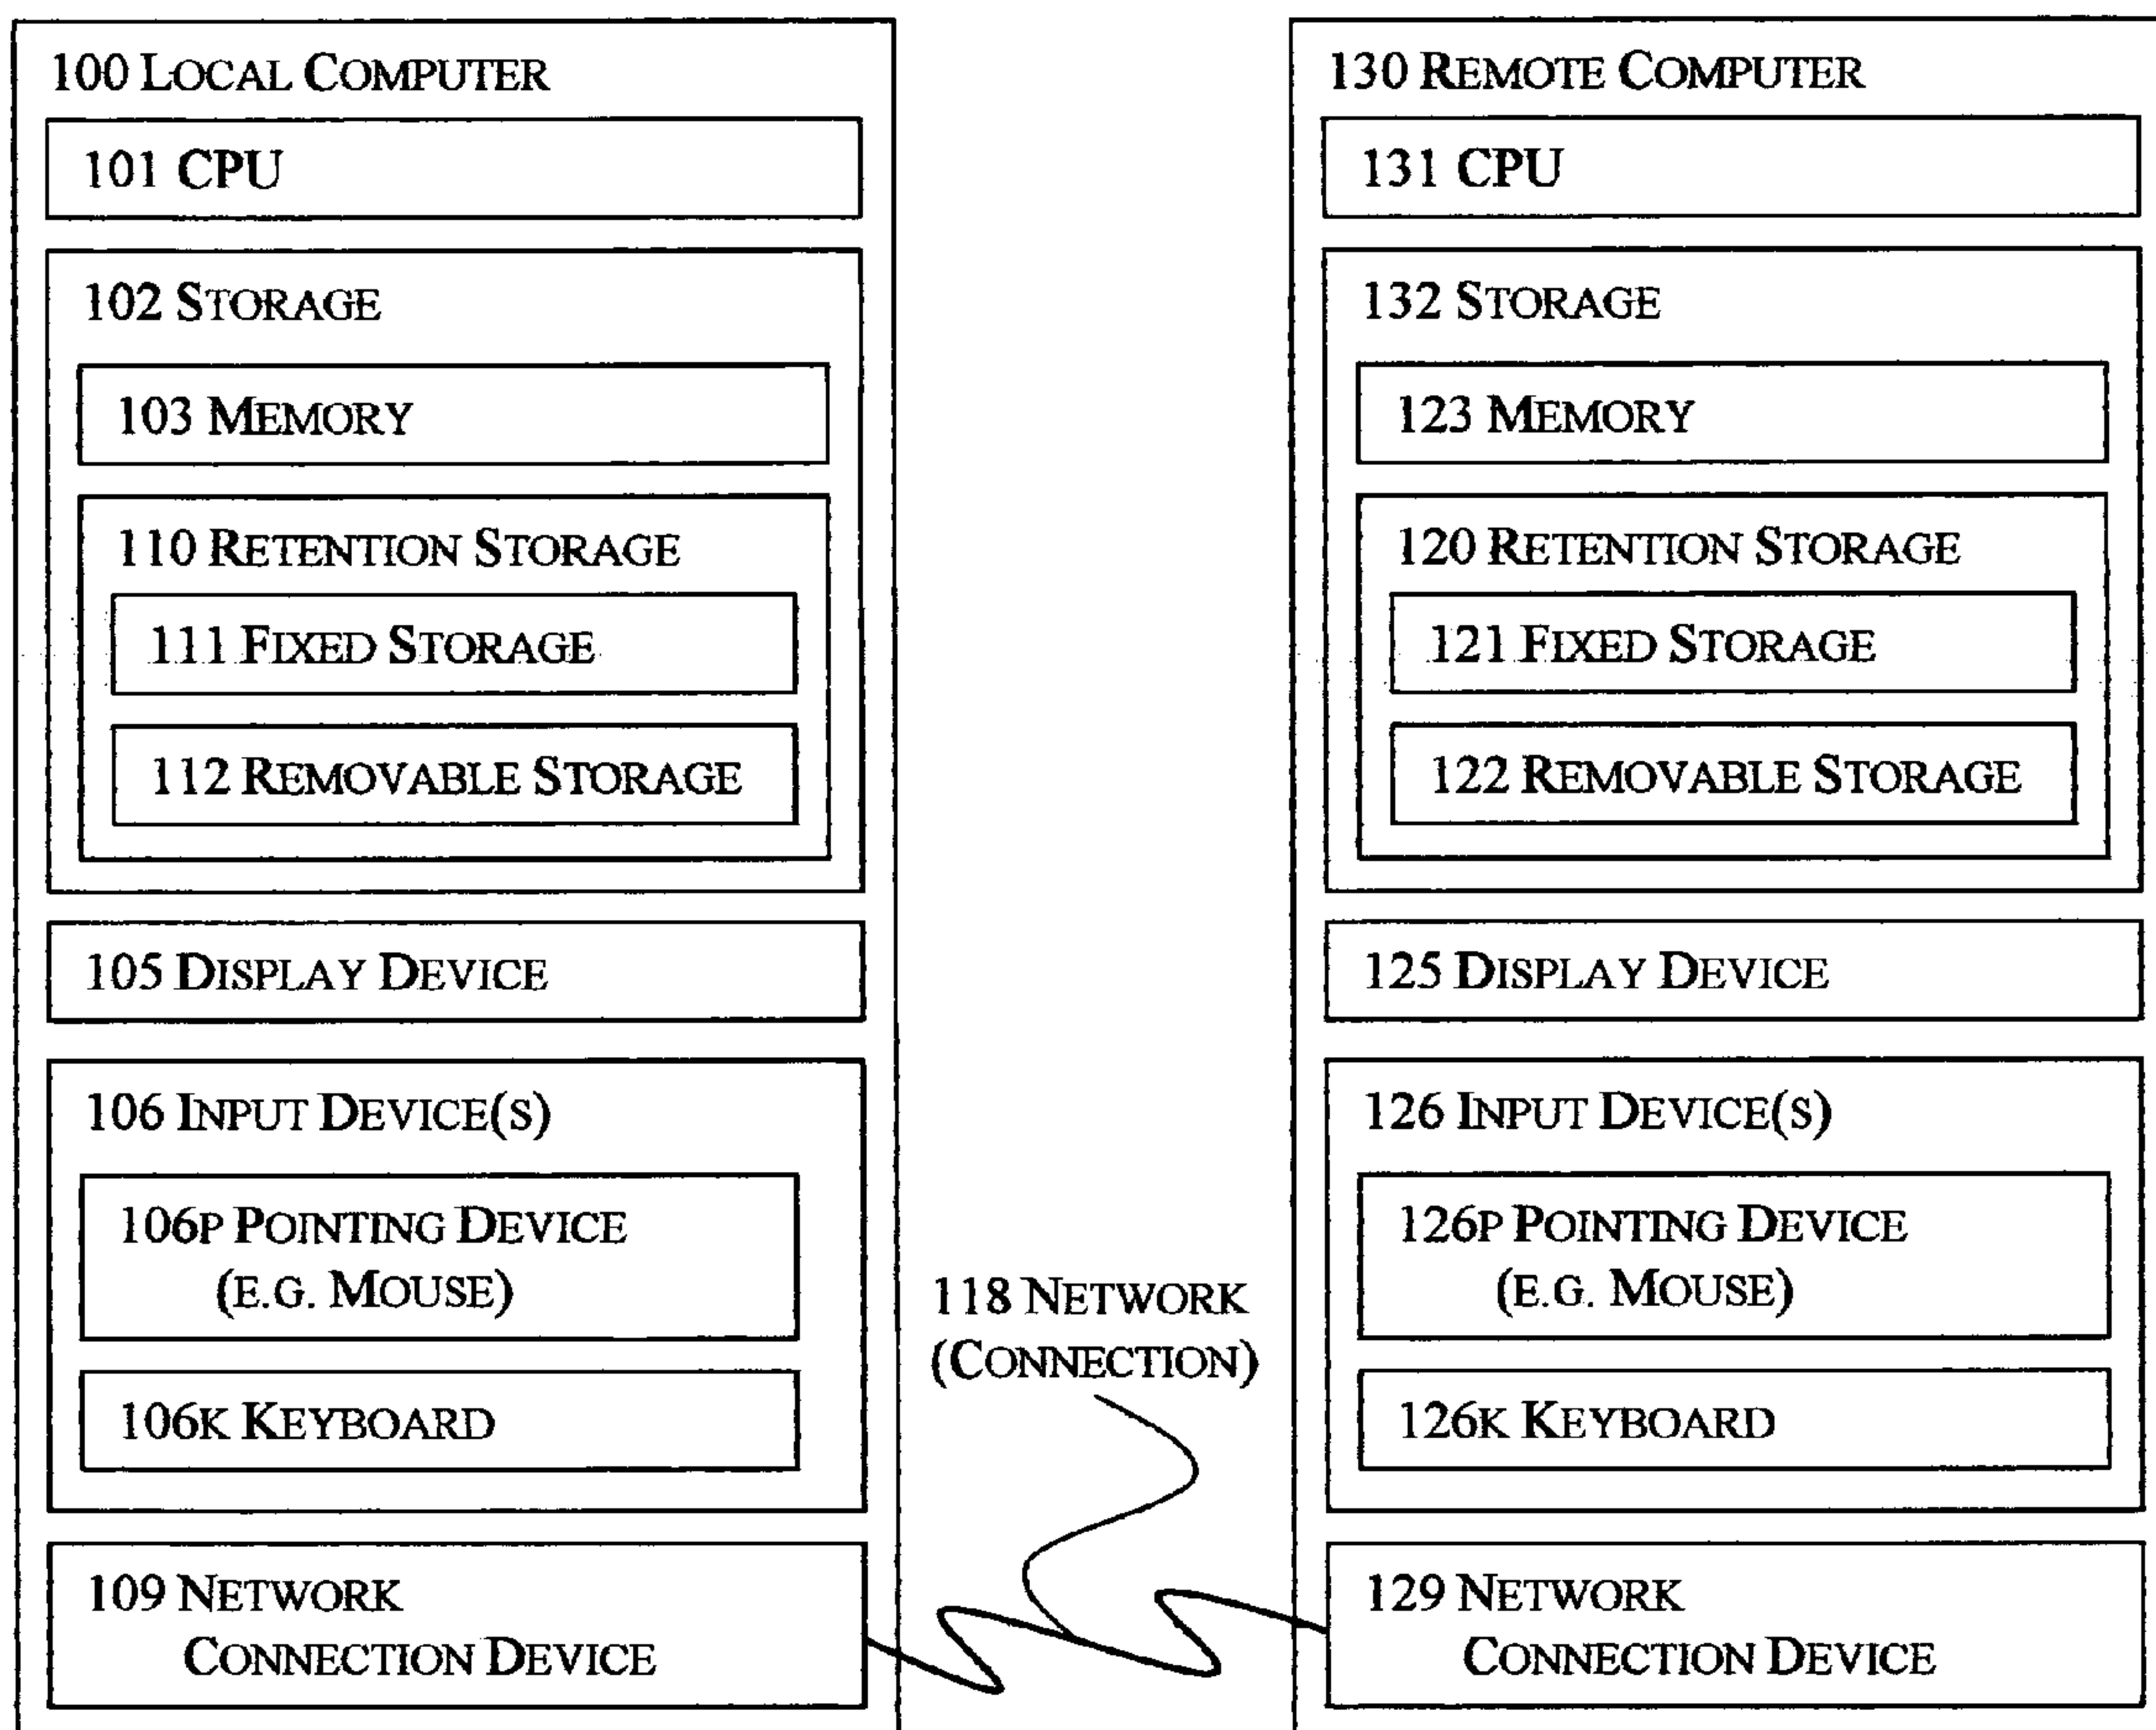 100 LOCAL COMPUTER
101 CPU
102 STORAGE
103 MEMORY
110 RETENTION STORAGE
111 FIXED STORAGE
112 REMOVABLE STORAGE
105 DISPLAY DEVICE
106 INPUT DEVICE(S)
106P POINTING DEVICE
(E.G. MOUSE)
106K KEYBOARD
109 NETWORK
CONNECTION DEVICE
118 NETWORK
(CONNECTION)
130 REMOTE COMPUTER
131 CPU
132 STORAGE
123 MEMORY
120 RETENTION STORAGE
121 FIXED STORAGE
122 REMOVABLE STORAGE
125 DISPLAY DEVICE
126 INPUT DEVICE(S)
126P POINTING DEVICE
(E.G. MOUSE)
126K KEYBOARD
129 NETWORK
CONNECTION DEVICE